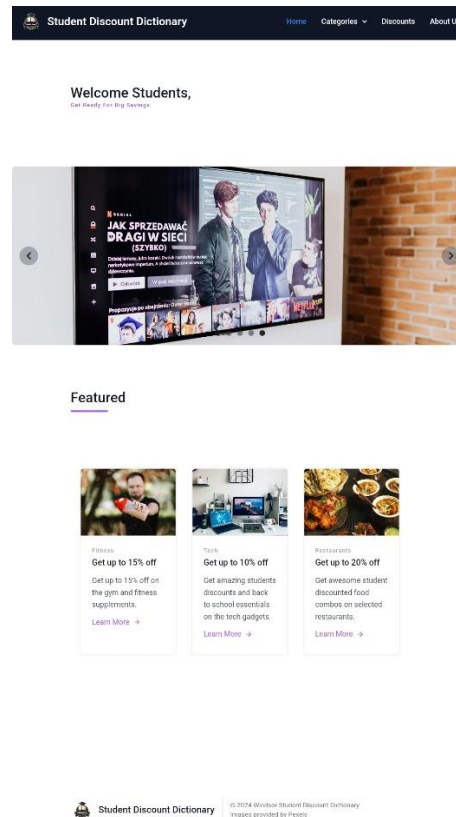 Student Discount Dictionary
Home Categories Discounts About U
Welcome Students,
Get Ready For Big Savings
SERIAL
JAK SPRZEDAWAĆ
DRAGI W SIECI
(SZYBKO)
Odtwórz
NETFLIX
Featured
Fitness
Get up to 15% off
Get up to 15% off on
the gym and fitness
supplements.
Learn More →
Tech
Get up to 10% off
Get amazing students
discounts and back
to school essentials
on the tech gadgets.
Learn More →
Restaurants
Get up to 20% off
Get awesome student
discounted food
combos on selected
restaurants.
Learn More →
Student Discount Dictionary
© 2024 Windsor Student Discount Dictionary
Images provided by Pexels